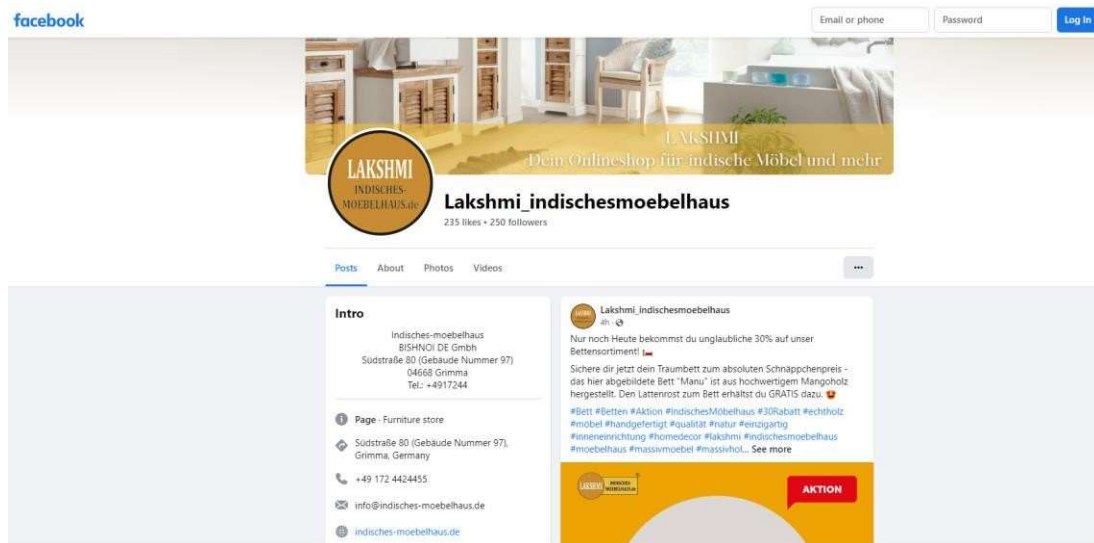 facebook
Email or phone
Password
Log In
LAKSHMI
Dein Onlineshop für indische Möbel und mehr
LAKSHMI
INDISCHES-
MOEBELHAUS.de
Lakshmi_indischesmoebelhaus
235 likes • 250 followers
Posts About Photos Videos
Intro
Indisches-moebelhaus
BISHNOI DE Gmbh
Südstraße 80 (Gebäude Nummer 97)
04668 Grimma
Tel.: +4917244
Page · Furniture store
Südstraße 80 (Gebäude Nummer 97),
Grimma, Germany
+49 172 4424455
info@indisches-moebelhaus.de
indisches-moebelhaus.de
Lakshmi_indischesmoebelhaus
4h ·
Nur noch Heute bekommst du unglaubliche 30% auf unser
Bettensortiment!
Sichere dir jetzt dein Traumbett zum absoluten Schnäppchenpreis -
das hier abgebildete Bett "Manu" ist aus hochwertigem Mangoholz
hergestellt. Den Lattenrost zum Bett erhältst du GRATIS dazu.
#Bett #Betten #Aktion #IndischesMöbelhaus #30Rabatt #echtholz
#möbel #handgefertigt #qualität #natur #einzigartig
#inneneinrichtung #homedecor #lakshmi #indischesmoebelhaus
#moebelhaus #massivmoebel #massivhol... See more
LAKSHMI
INDISCHES-
MOEBELHAUS.de
AKTION